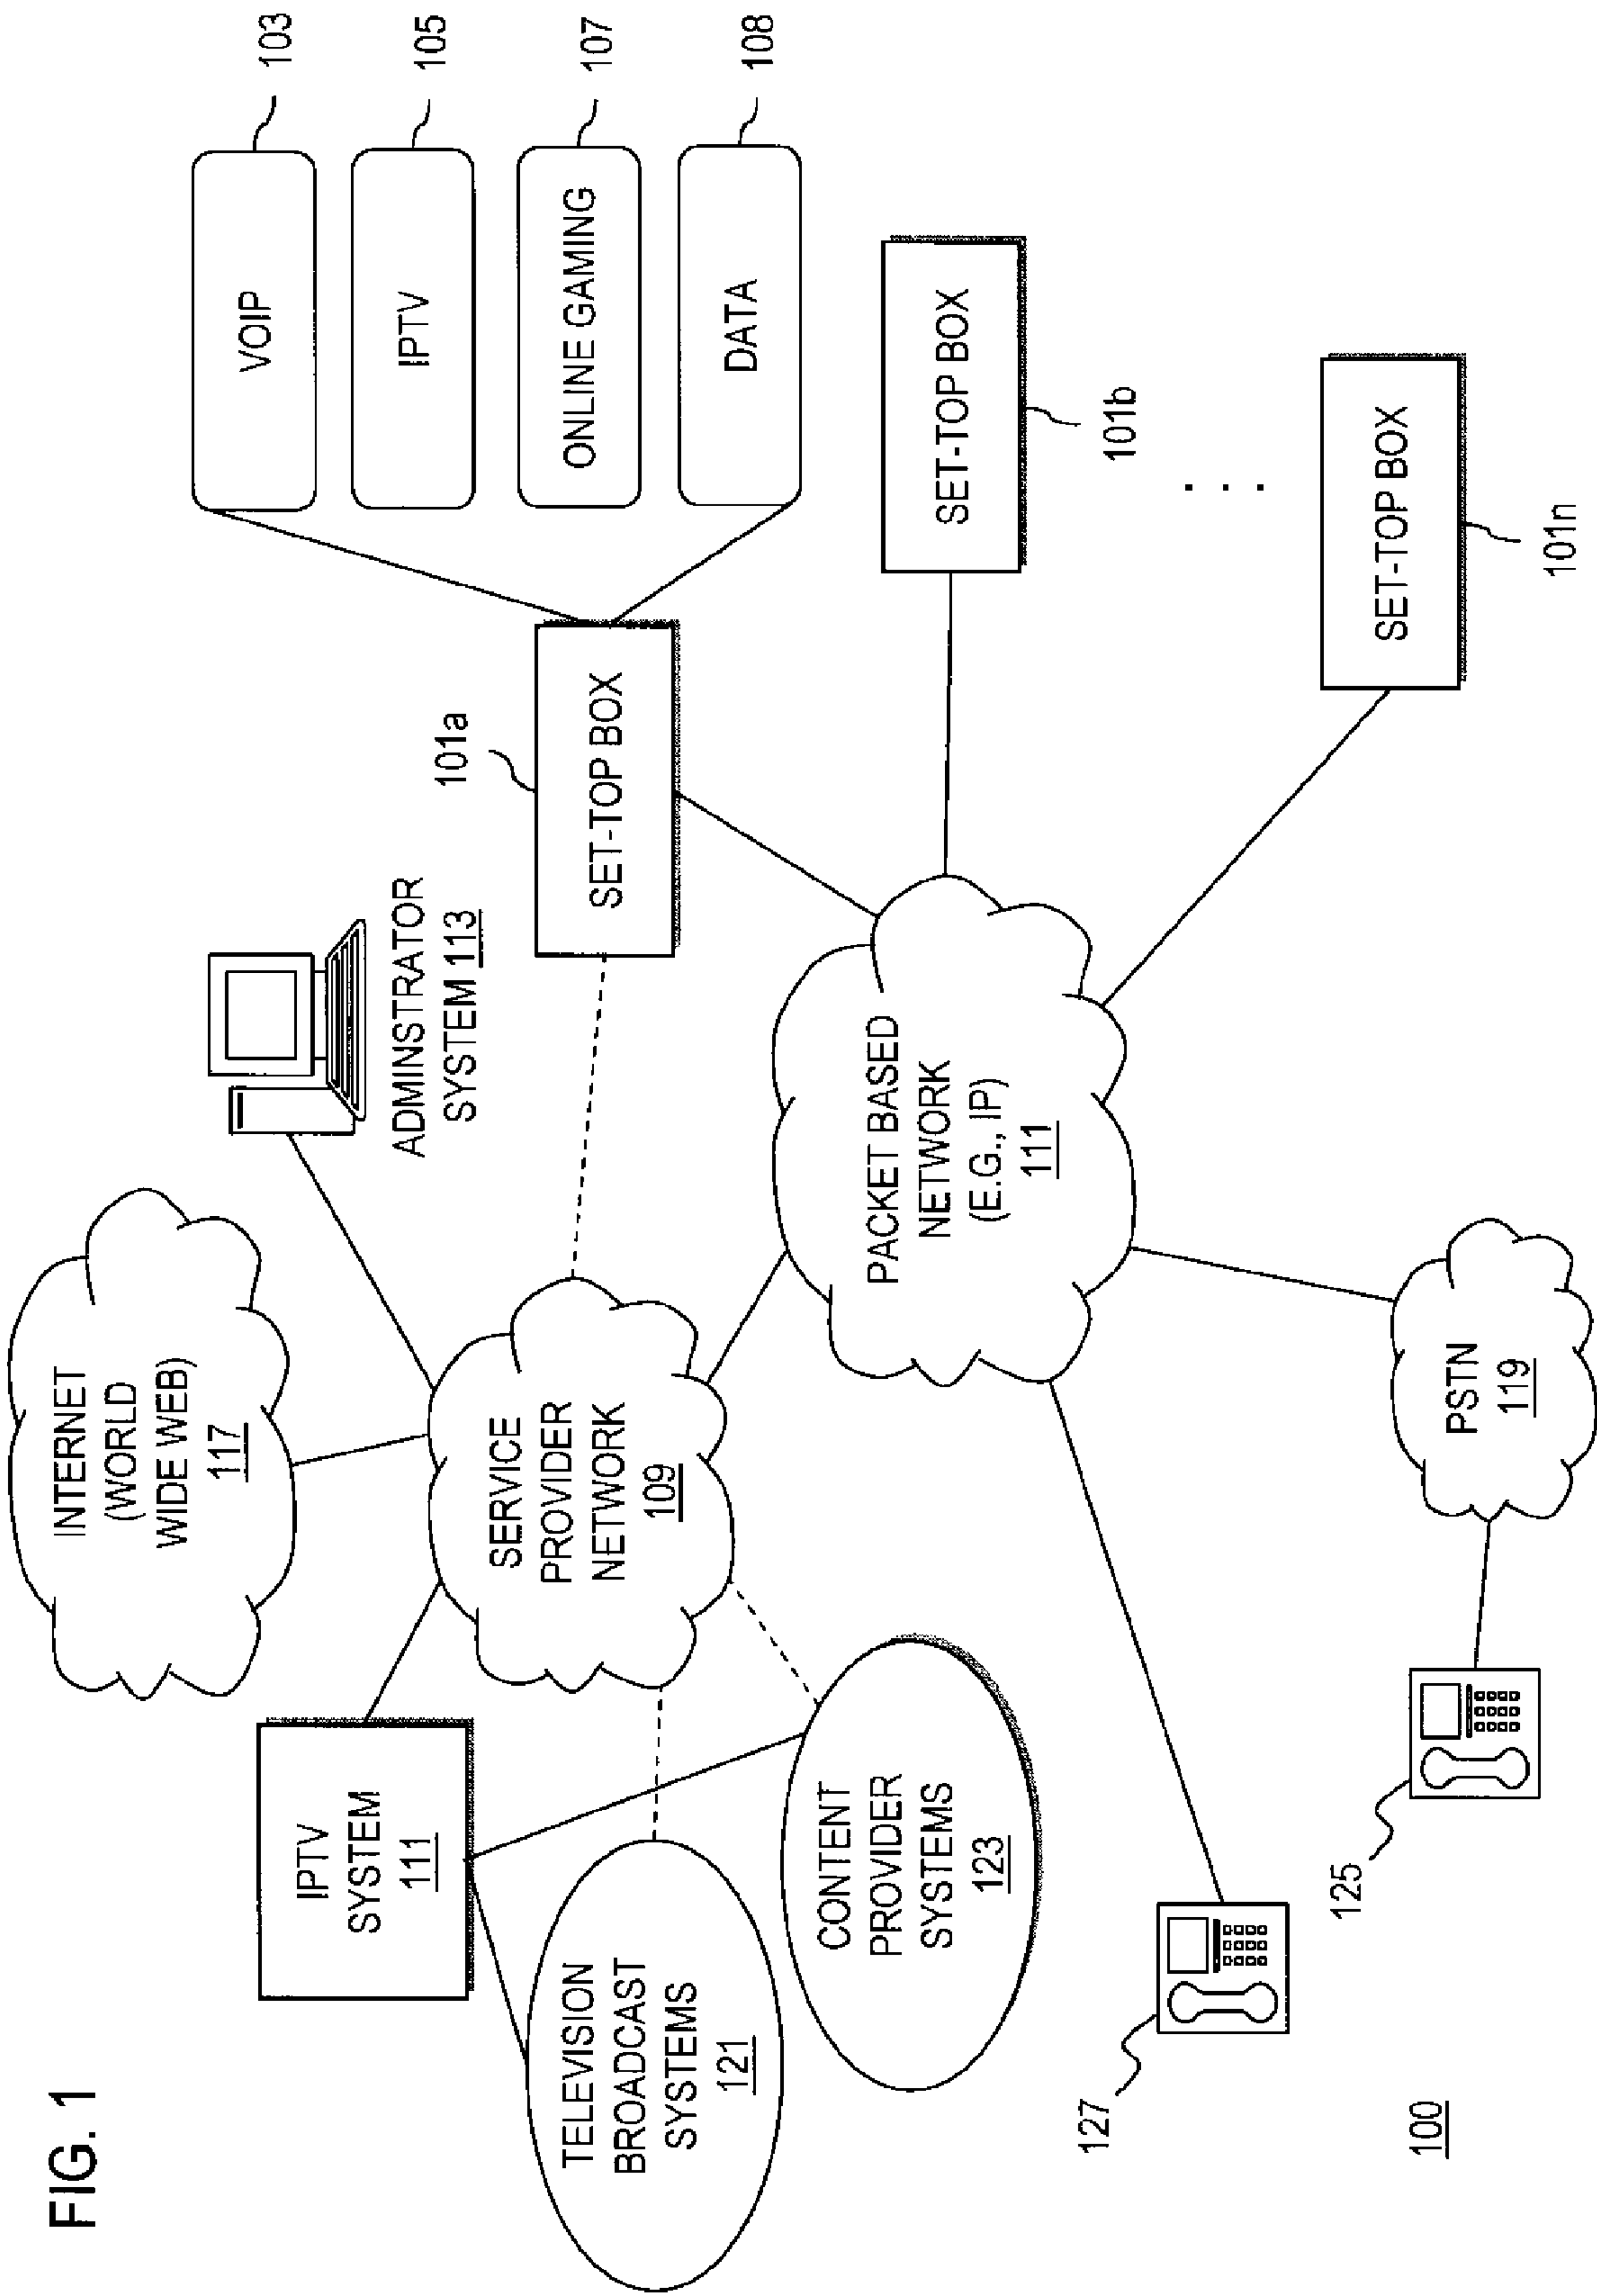 FIG. 1
INTERNET
(WORLD
WIDE WEB)
117
ADMINSTRATOR
SYSTEM 113
VOIP
103
IPTV
105
ONLINE GAMING
107
DATA
108
IPTV
SYSTEM
111
SERVICE
PROVIDER
NETWORK
109
101a
SET-TOP BOX
TELEVISION
BROADCAST
SYSTEMS
121
CONTENT
PROVIDER
SYSTEMS
123
PACKET BASED
NETWORK
(E.G., IP)
111
SET-TOP BOX
101b
. . .
SET-TOP BOX
101n
127
125
PSTN
119
100